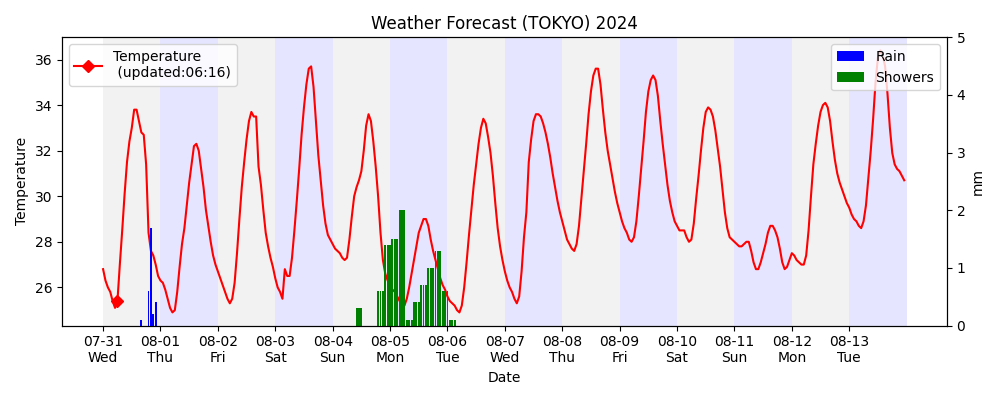 Weather Forecast (TOKYO) 2024
Temperature
(updated:06:16)
Rain
Showers
36
34
32
30
28
26
Temperature
5
4
3
2
1
0
mm
07-31 08-01 08-02 08-03 08-04 08-05 08-06 08-07 08-08 08-09 08-10 08-11 08-12 08-13
Wed Thu Fri Sat Sun Mon Tue Wed Thu Fri Sat Sun Mon Tue
Date